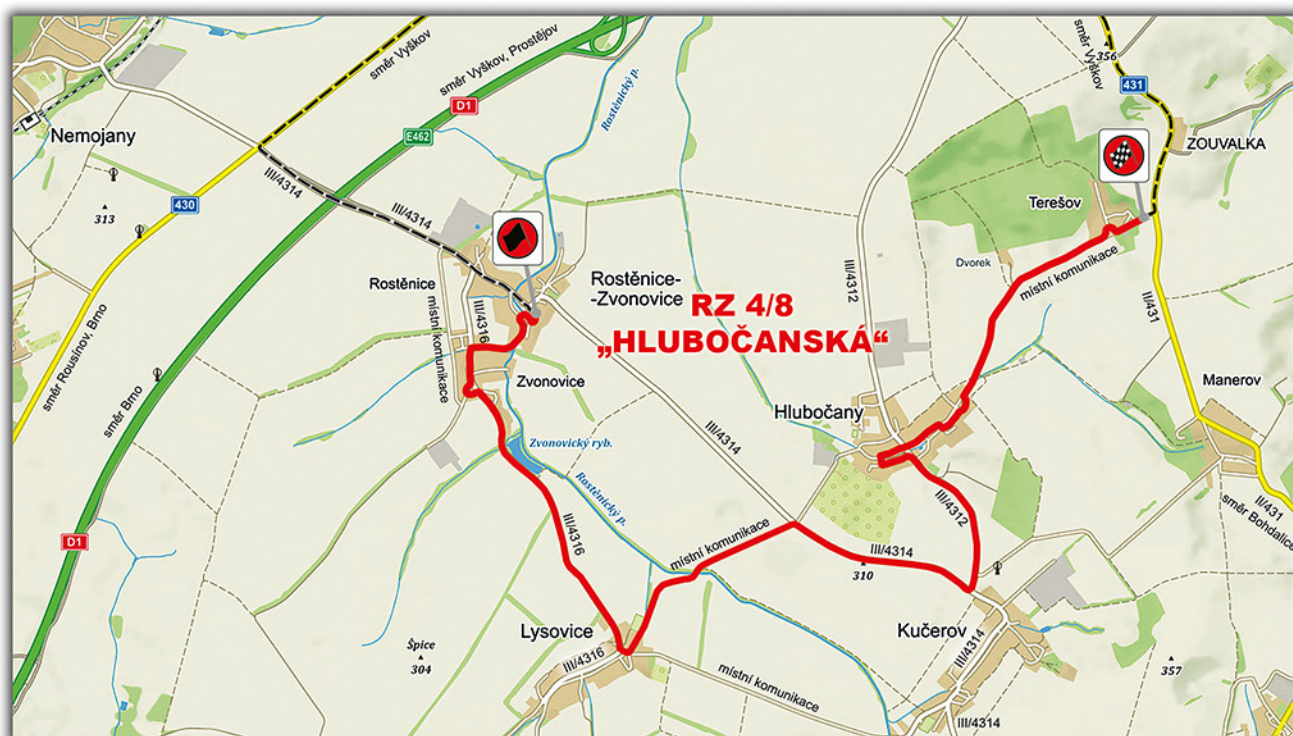 směr Vyškov
směr Vyškov, Prostějov
D1
E462
Rostěnický p.
směr Vyškov
356
431
ZOUVALKA
Nemojany
III/4314
313
430
III/4314
Terešov
Dvorek
místní komunikace
Rostěnice
místní komunikace
III/4316
Rostěnice-
-Zvonovice
III/4312
RZ 4/8
„HLUBOČANSKÁ“
II/431
směr Rousínov, Brno
směr Brno
Zvonovice
Manerov
Hlubočany
III/4314
Zvonovický ryb.
Rostěnický p.
III/4312
II/431
směr Bohdalice
D1
III/4316
místní komunikace
III/4314
310
Lysovice
Kučerov
Špice
304
III/4316
místní komunikace
III/4314
357
III/4314